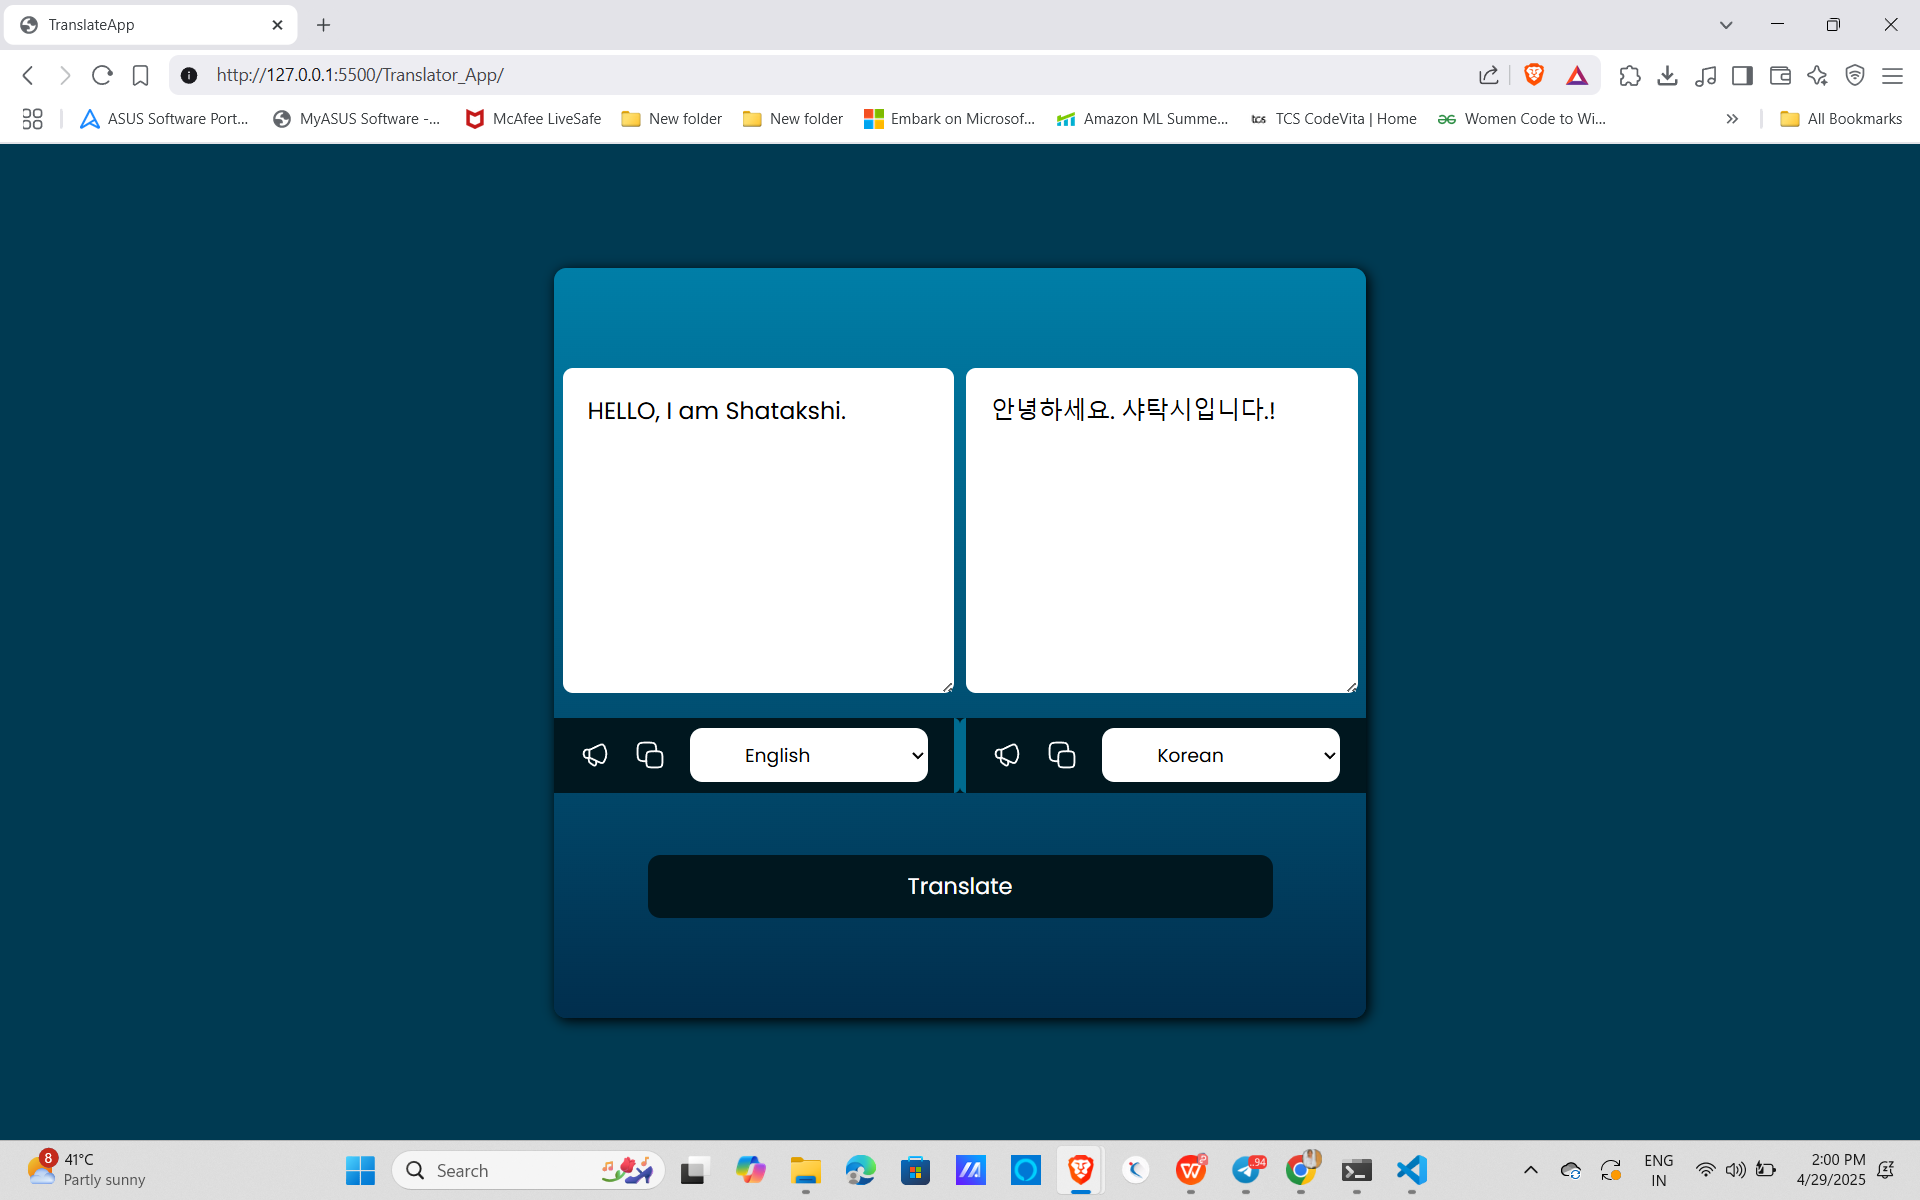 TranslateApp
http://127.0.0.1:5500/Translator_App/
ASUS Software Port... MyASUS Software -... McAfee LiveSafe New folder New folder Embark on Microsof... Amazon ML Summe... tcs TCS CodeVita | Home Women Code to Wi... All Bookmarks
HELLO, I am Shatakshi.
안녕하세요. 샤탁시입니다.!
English
Korean
Translate
8
41°C
Partly sunny
Search
94
ENG
IN
2:00 PM
4/29/2025